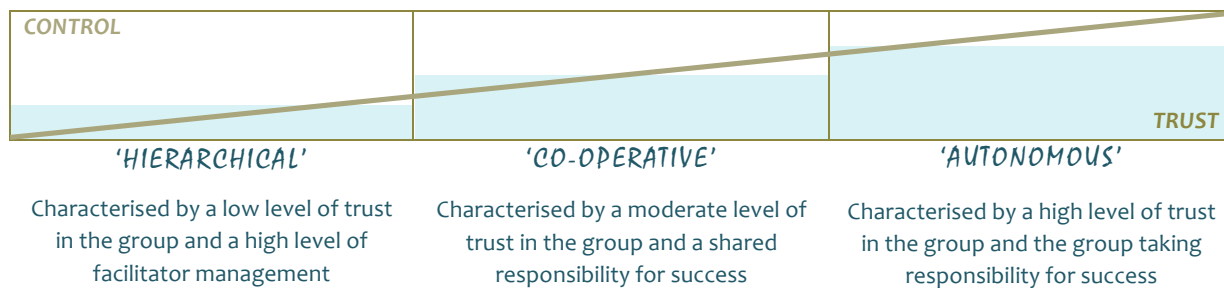 CONTROL
TRUST
'HIERARCHICAL'
Characterised by a low level of trust
in the group and a high level of
facilitator management
'CO-OPERATIVE'
Characterised by a moderate level of
trust in the group and a shared
responsibility for success
'AUTONOMOUS'
Characterised by a high level of trust
in the group and the group taking
responsibility for success